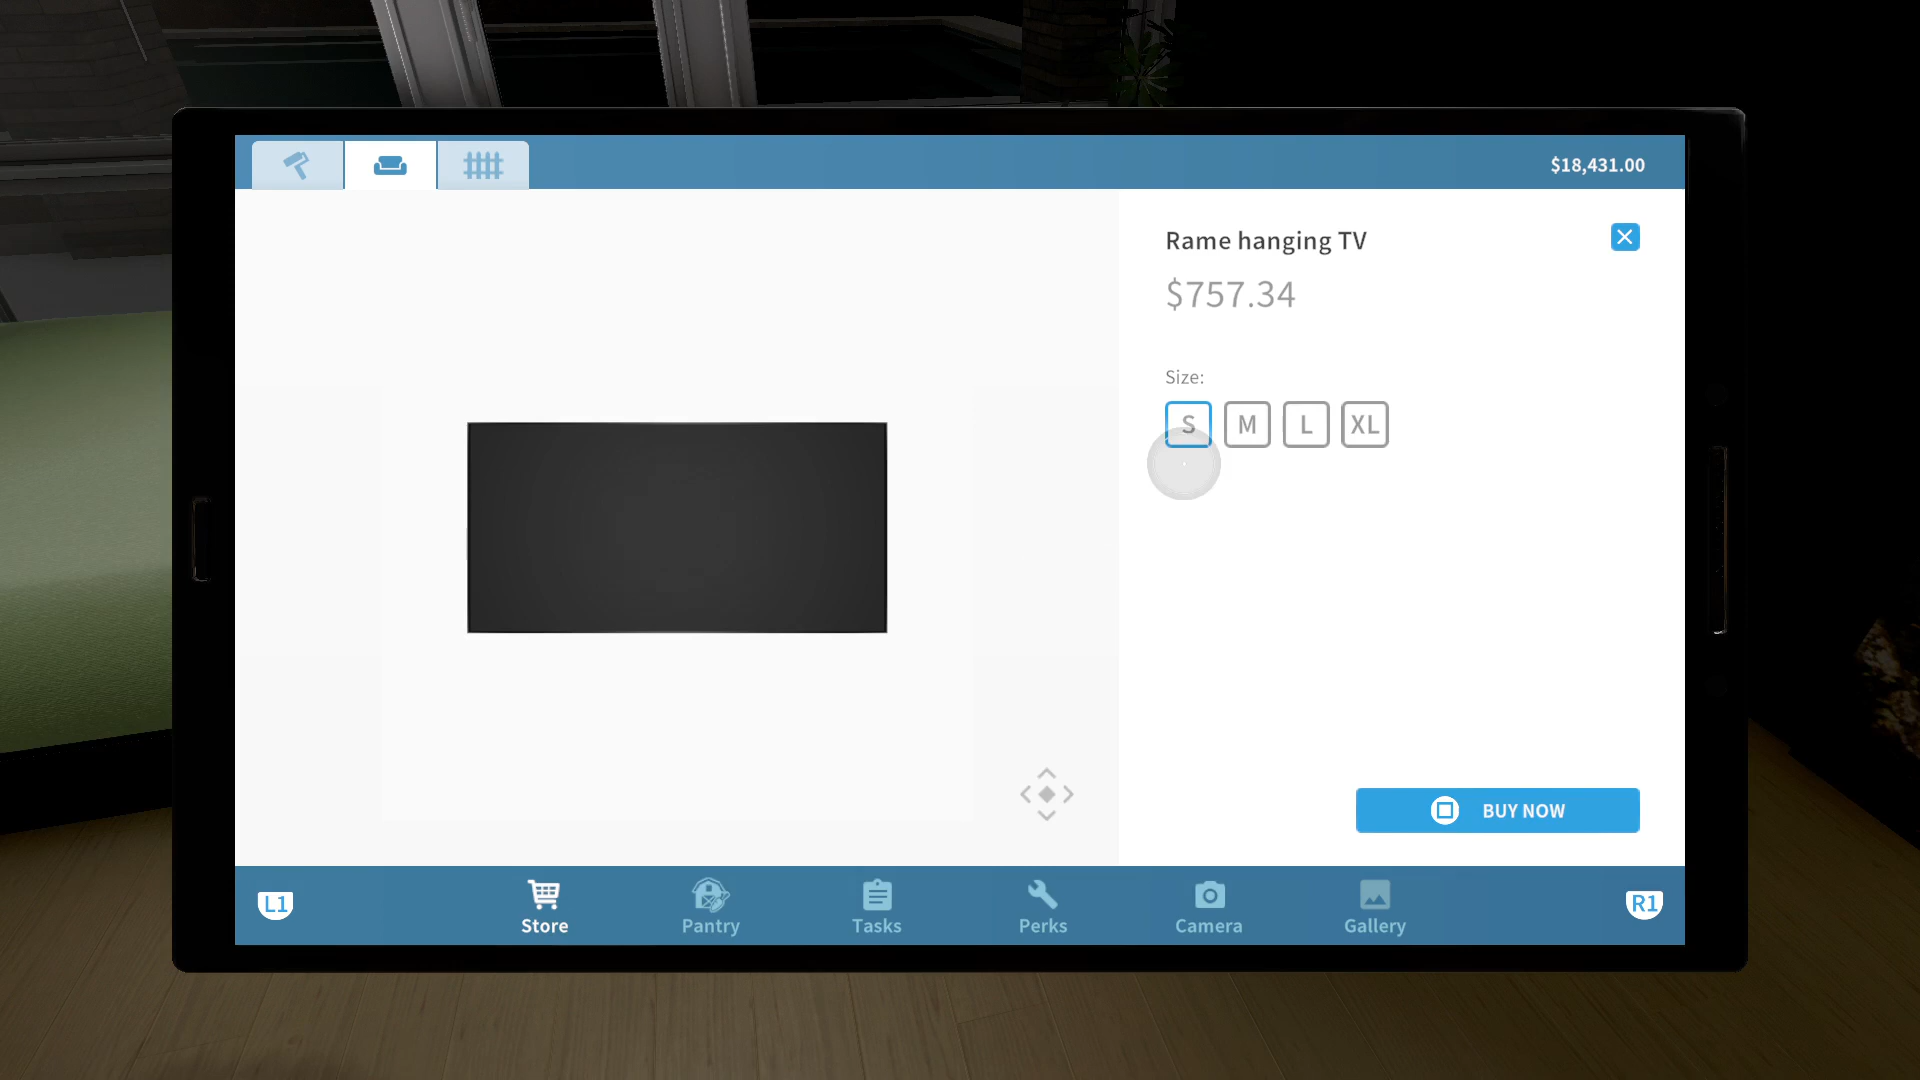 $18,431.00
Rame hanging TV
$757.34
Size:
S M L XL
BUY NOW
L1 Store Pantry Tasks Perks Camera Gallery R1